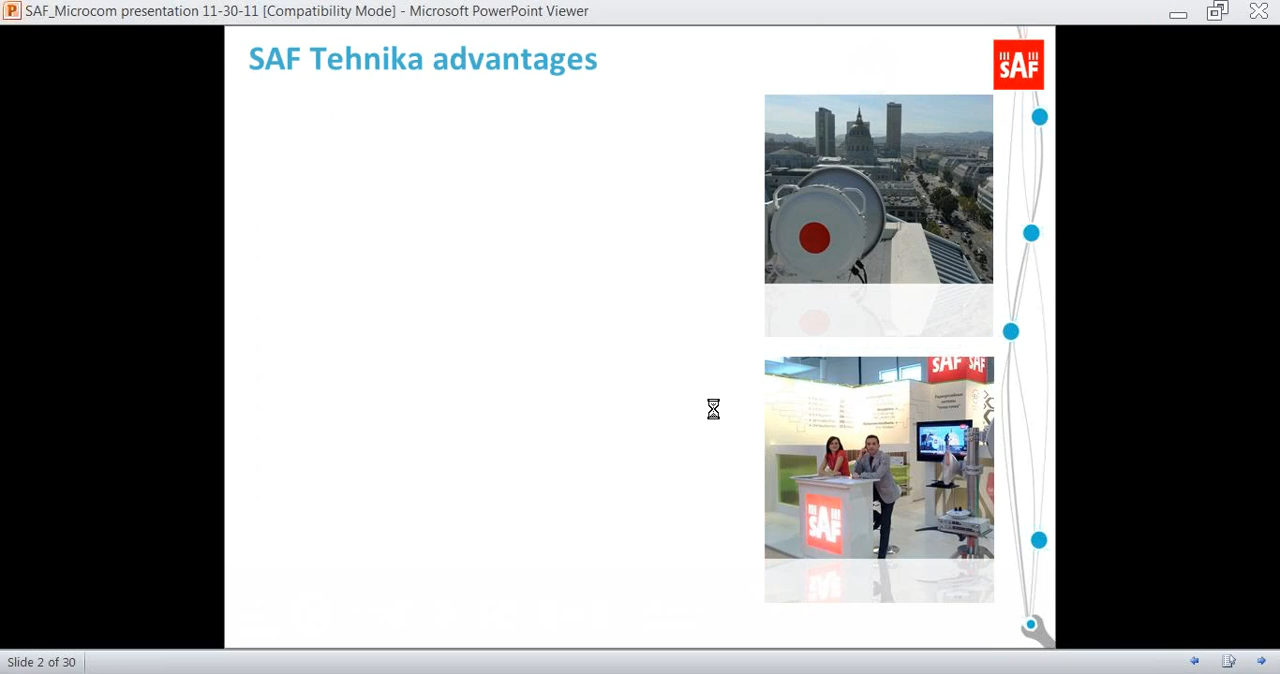 SAF_Microcom presentation 11-30-11 [Compatibility Mode] - Microsoft PowerPoint Viewer
SAF Tehnika advantages
SAF
SAF SAF
SAF
Slide 2 of 30